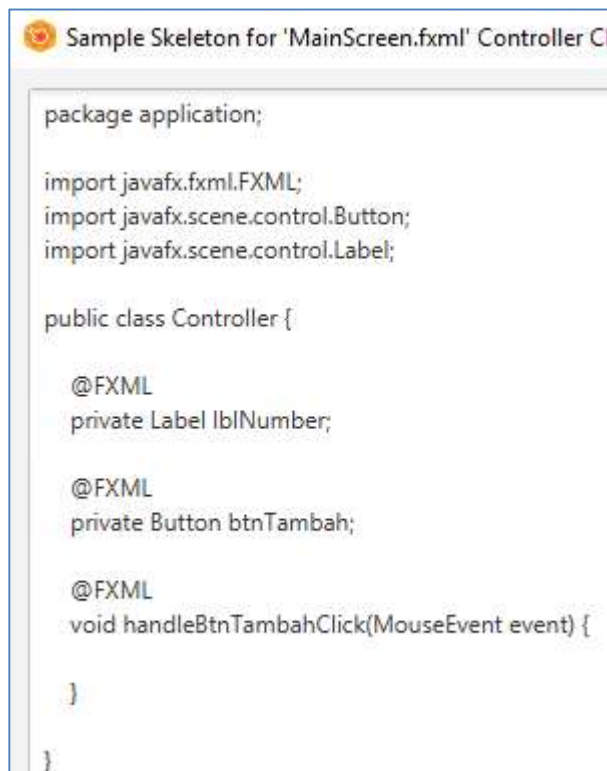 Sample Skeleton for 'MainScreen.fxml' Controller Cl
package application;
import javafx.fxml.FXML;
import javafx.scene.control.Button;
import javafx.scene.control.Label;
public class Controller {
@FXML
private Label lblNumber;
@FXML
private Button btnTambah;
@FXML
void handleBtnTambahClick(MouseEvent event) {
}
}